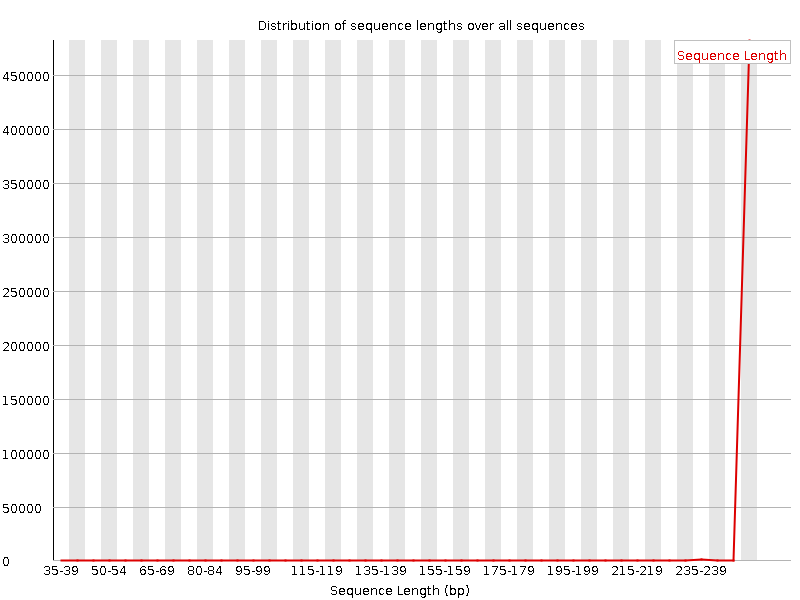 Distribution of sequence lengths over all sequences
Sequence Length
450000
400000
350000
300000
250000
200000
150000
100000
50000
0
35-39 50-54 65-69 80-84 95-99 115-119 135-139 155-159 175-179 195-199 215-219 235-239
Sequence Length (bp)